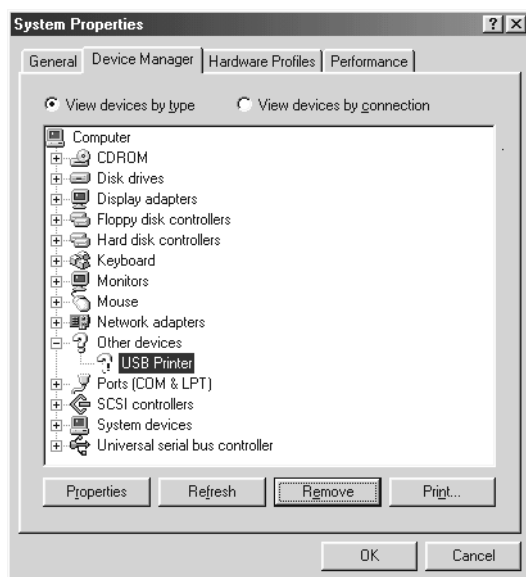 System Properties
General Device Manager Hardware Profiles Performance
View devices by type View devices by connection
Computer
CDROM
Disk drives
Display adapters
Floppy disk controllers
Hard disk controllers
Keyboard
Monitors
Mouse
Network adapters
Other devices
USB Printer
Ports (COM & LPT)
SCSI controllers
System devices
Universal serial bus controller
Properties Refresh Remove Print...
OK Cancel